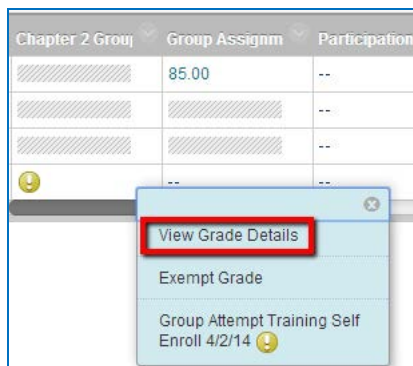 Chapter 2 Group Group Assignm Participation
85.00 --
--
--
-- --
View Grade Details
Exempt Grade
Group Attempt Training Self
Enroll 4/2/14